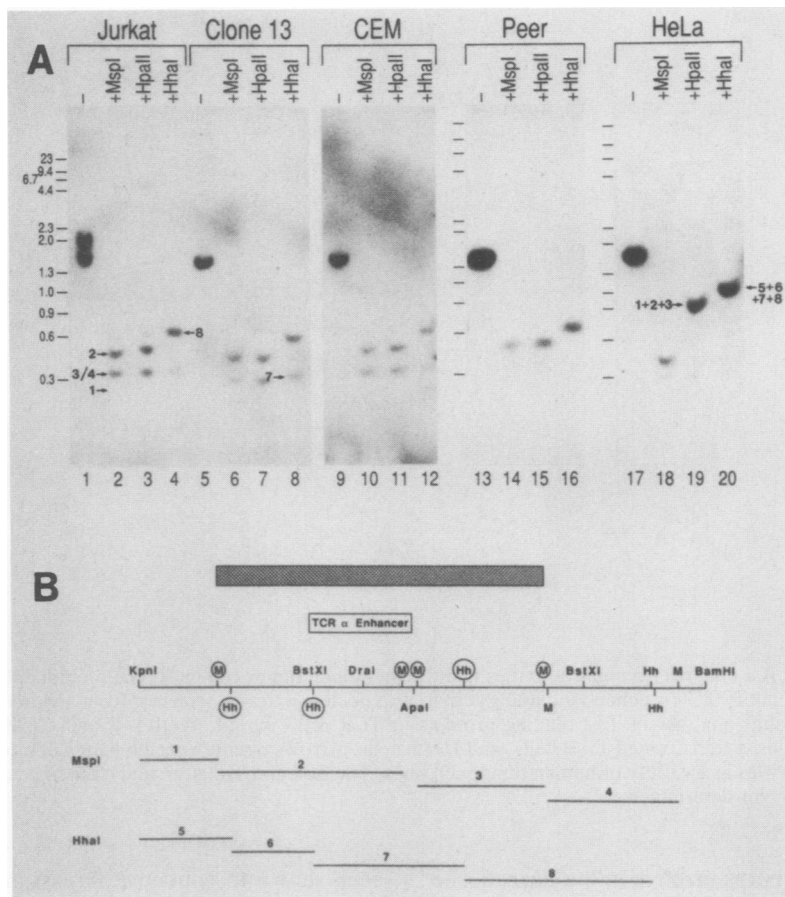 A
Jurkat Clone 13 CEM Peer HeLa
– +MspI +HpaII +HhaI – +MspI +HpaII +HhaI – +MspI +HpaII +HhaI – +MspI +HpaII +HhaI – +MspI +HpaII +HhaI
23
9.4
6.7
4.4
2.3
2.0
1.3
1.0
0.9
0.6
0.3
2
3/4
1
8
7
1+2+3
5+6
+7+8
1 2 3 4 5 6 7 8 9 10 11 12 13 14 15 16 17 18 19 20
B
TCR α Enhancer
KpnI M BstXI DraI M M Hh M BstXI Hh M BamHI
Hh Hh ApaI M Hh
MspI 1 2 3 4
HhaI 5 6 7 8